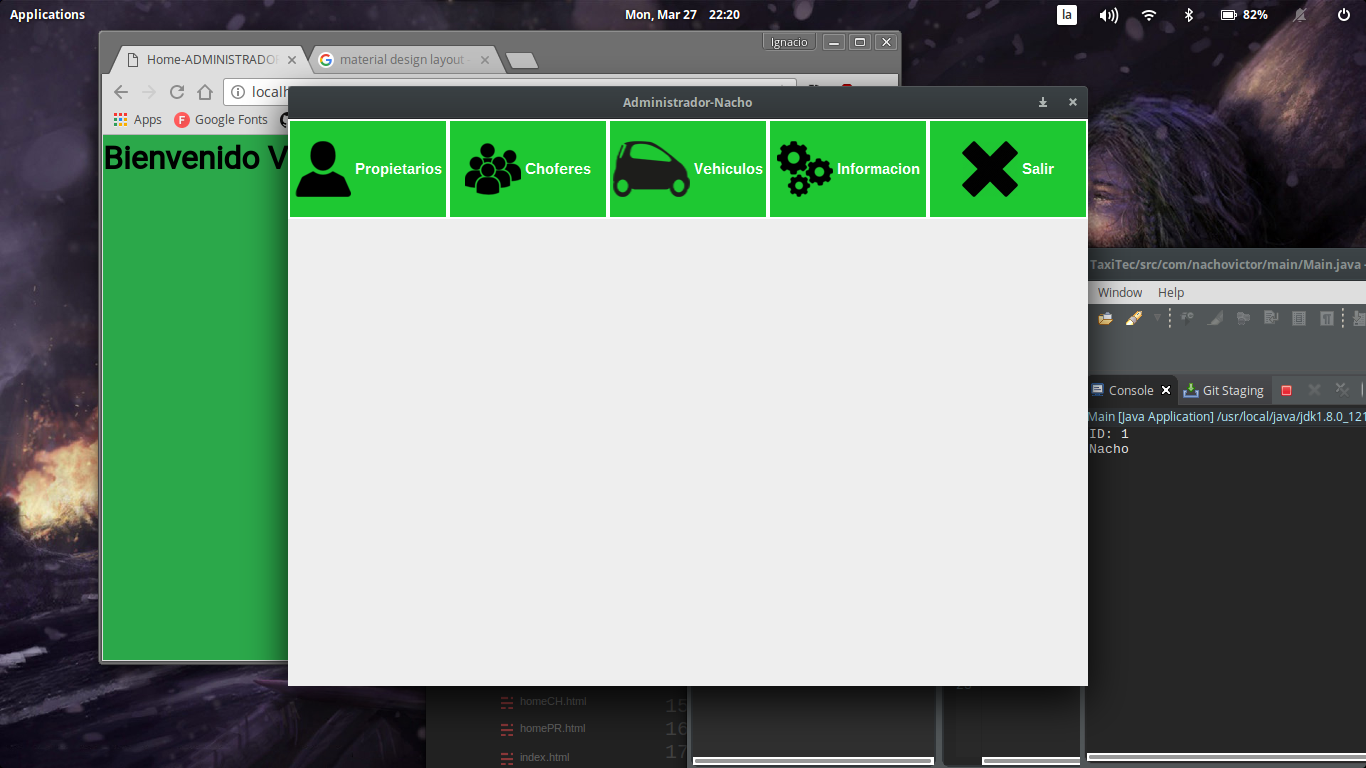 Applications
Mon, Mar 27 22:20
la
82%
Ignacio
Home-ADMINISTRADO
material design layout -
Apps
Google Fonts
Bienvenido V
Administrador-Nacho
Propietarios
Choferes
Vehiculos
Informacion
Salir
TaxiTec/src/com/nachovictor/main/Main.java -
Window Help
Console
Git Staging
Main [Java Application] /usr/local/java/jdk1.8.0_121
ID: 1
Nacho
homeCH.html
homePR.html
index.html
15
16
17